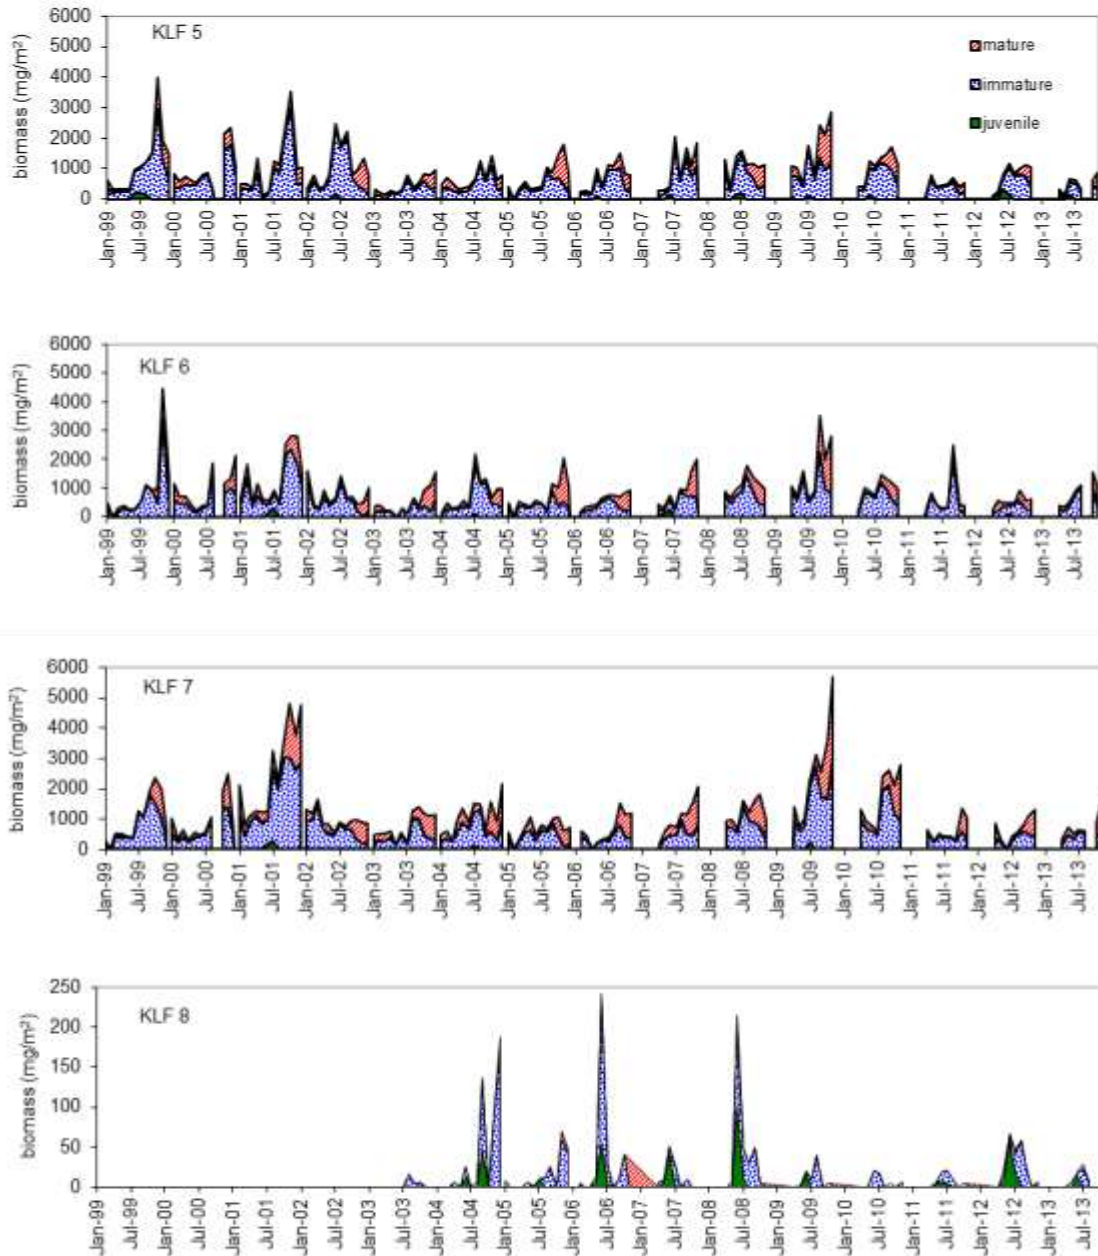 KLF 5
mature
immature
juvenile
biomass (mg/m²)
6000
5000
4000
3000
2000
1000
0
Jan-99 Jul-99 Jan-00 Jul-00 Jan-01 Jul-01 Jan-02 Jul-02 Jan-03 Jul-03 Jan-04 Jul-04 Jan-05 Jul-05 Jan-06 Jul-06 Jan-07 Jul-07 Jan-08 Jul-08 Jan-09 Jul-09 Jan-10 Jul-10 Jan-11 Jul-11 Jan-12 Jul-12 Jan-13 Jul-13
KLF 6
biomass (mg/m²)
6000
5000
4000
3000
2000
1000
0
Jan-99 Jul-99 Jan-00 Jul-00 Jan-01 Jul-01 Jan-02 Jul-02 Jan-03 Jul-03 Jan-04 Jul-04 Jan-05 Jul-05 Jan-06 Jul-06 Jan-07 Jul-07 Jan-08 Jul-08 Jan-09 Jul-09 Jan-10 Jul-10 Jan-11 Jul-11 Jan-12 Jul-12 Jan-13 Jul-13
KLF 7
biomass (mg/m²)
6000
5000
4000
3000
2000
1000
0
Jan-99 Jul-99 Jan-00 Jul-00 Jan-01 Jul-01 Jan-02 Jul-02 Jan-03 Jul-03 Jan-04 Jul-04 Jan-05 Jul-05 Jan-06 Jul-06 Jan-07 Jul-07 Jan-08 Jul-08 Jan-09 Jul-09 Jan-10 Jul-10 Jan-11 Jul-11 Jan-12 Jul-12 Jan-13 Jul-13
KLF 8
biomass (mg/m²)
250
200
150
100
50
0
Jan-99 Jul-99 Jan-00 Jul-00 Jan-01 Jul-01 Jan-02 Jul-02 Jan-03 Jul-03 Jan-04 Jul-04 Jan-05 Jul-05 Jan-06 Jul-06 Jan-07 Jul-07 Jan-08 Jul-08 Jan-09 Jul-09 Jan-10 Jul-10 Jan-11 Jul-11 Jan-12 Jul-12 Jan-13 Jul-13